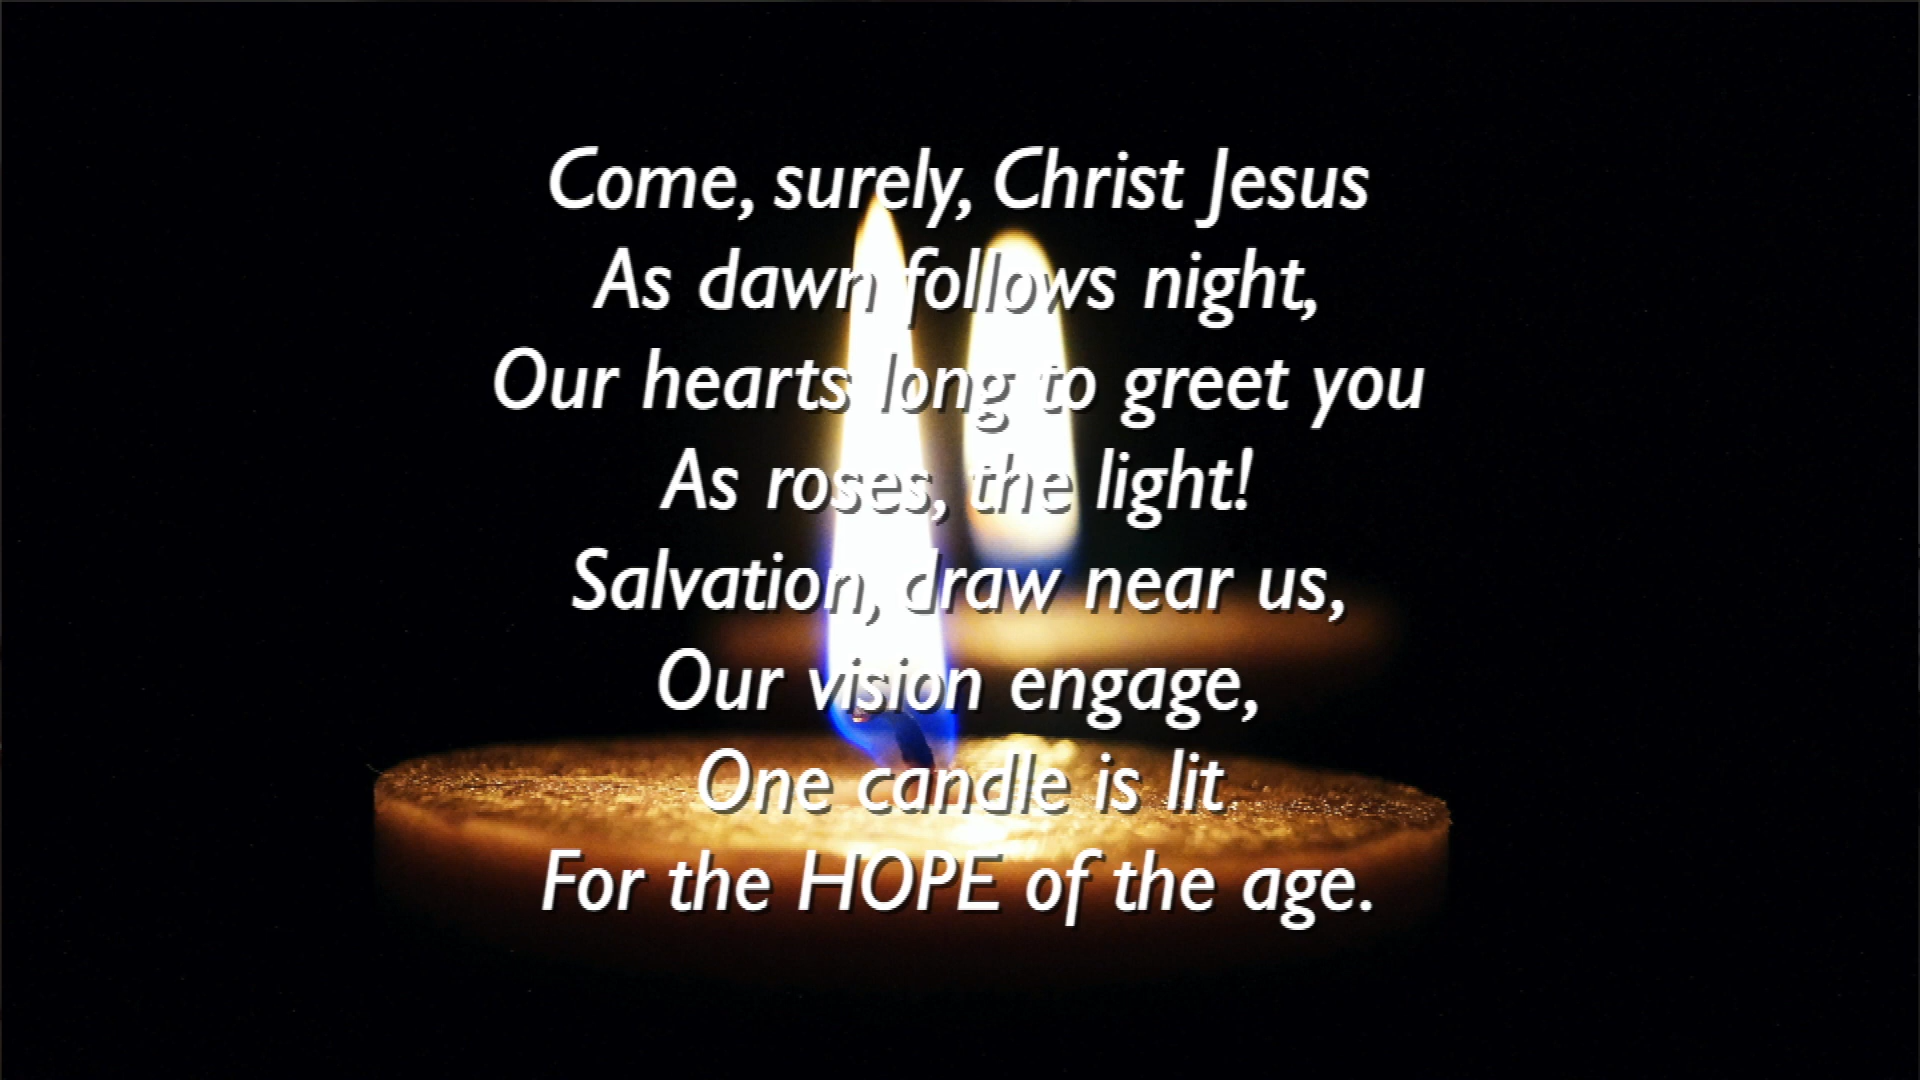 Come, surely, Christ Jesus
As dawn follows night,
Our hearts long to greet you
As roses, the light!
Salvation, draw near us,
Our vision engage,
One candle is lit
For the HOPE of the age.